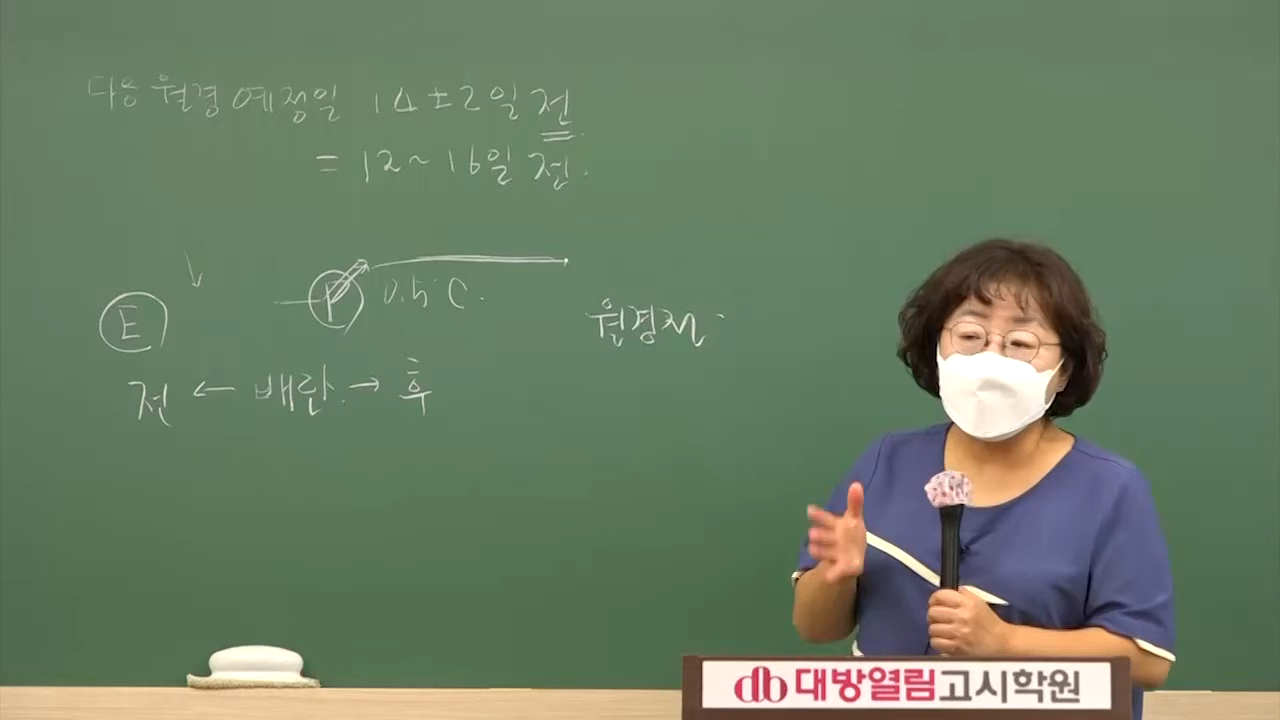 다음 월경 예정일 14±2일 전
= 12~16일 전.
E P 0.5℃.
월경전
전 ← 배란. → 후
db 대방열림고시학원